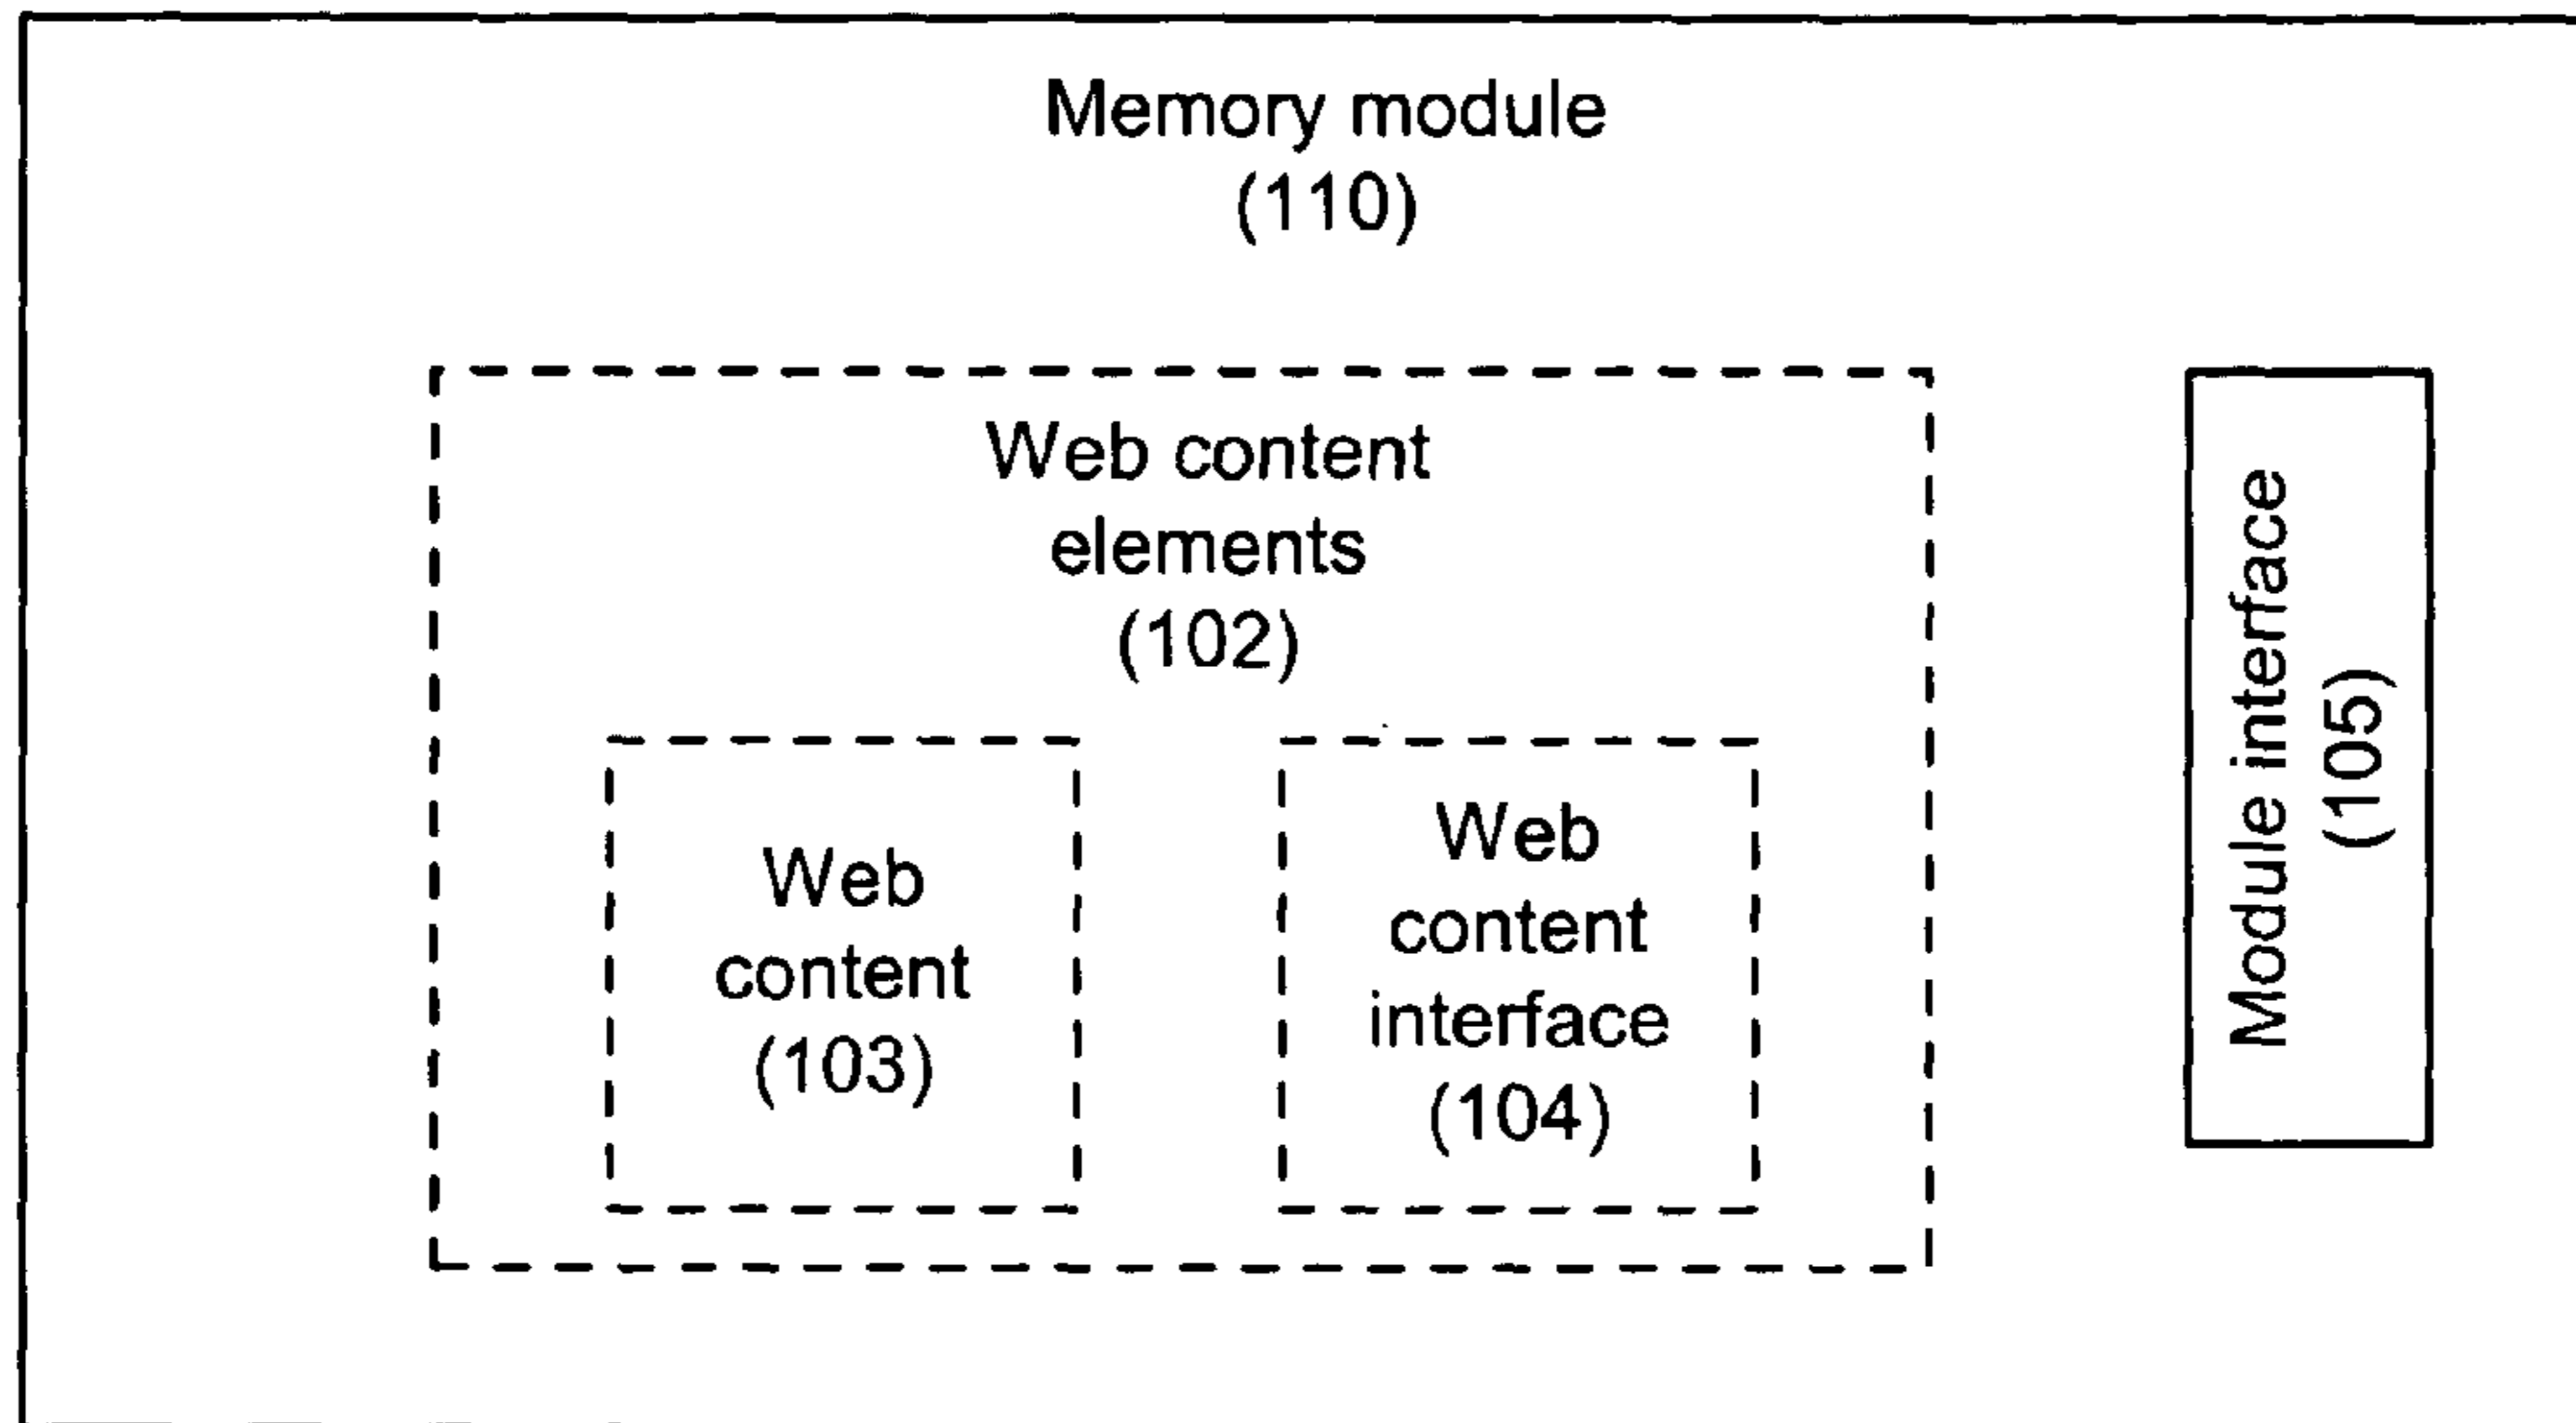 Memory module
(110)
Web content
elements
(102)
Web
content
(103)
Web
content
interface
(104)
Module interface
(105)